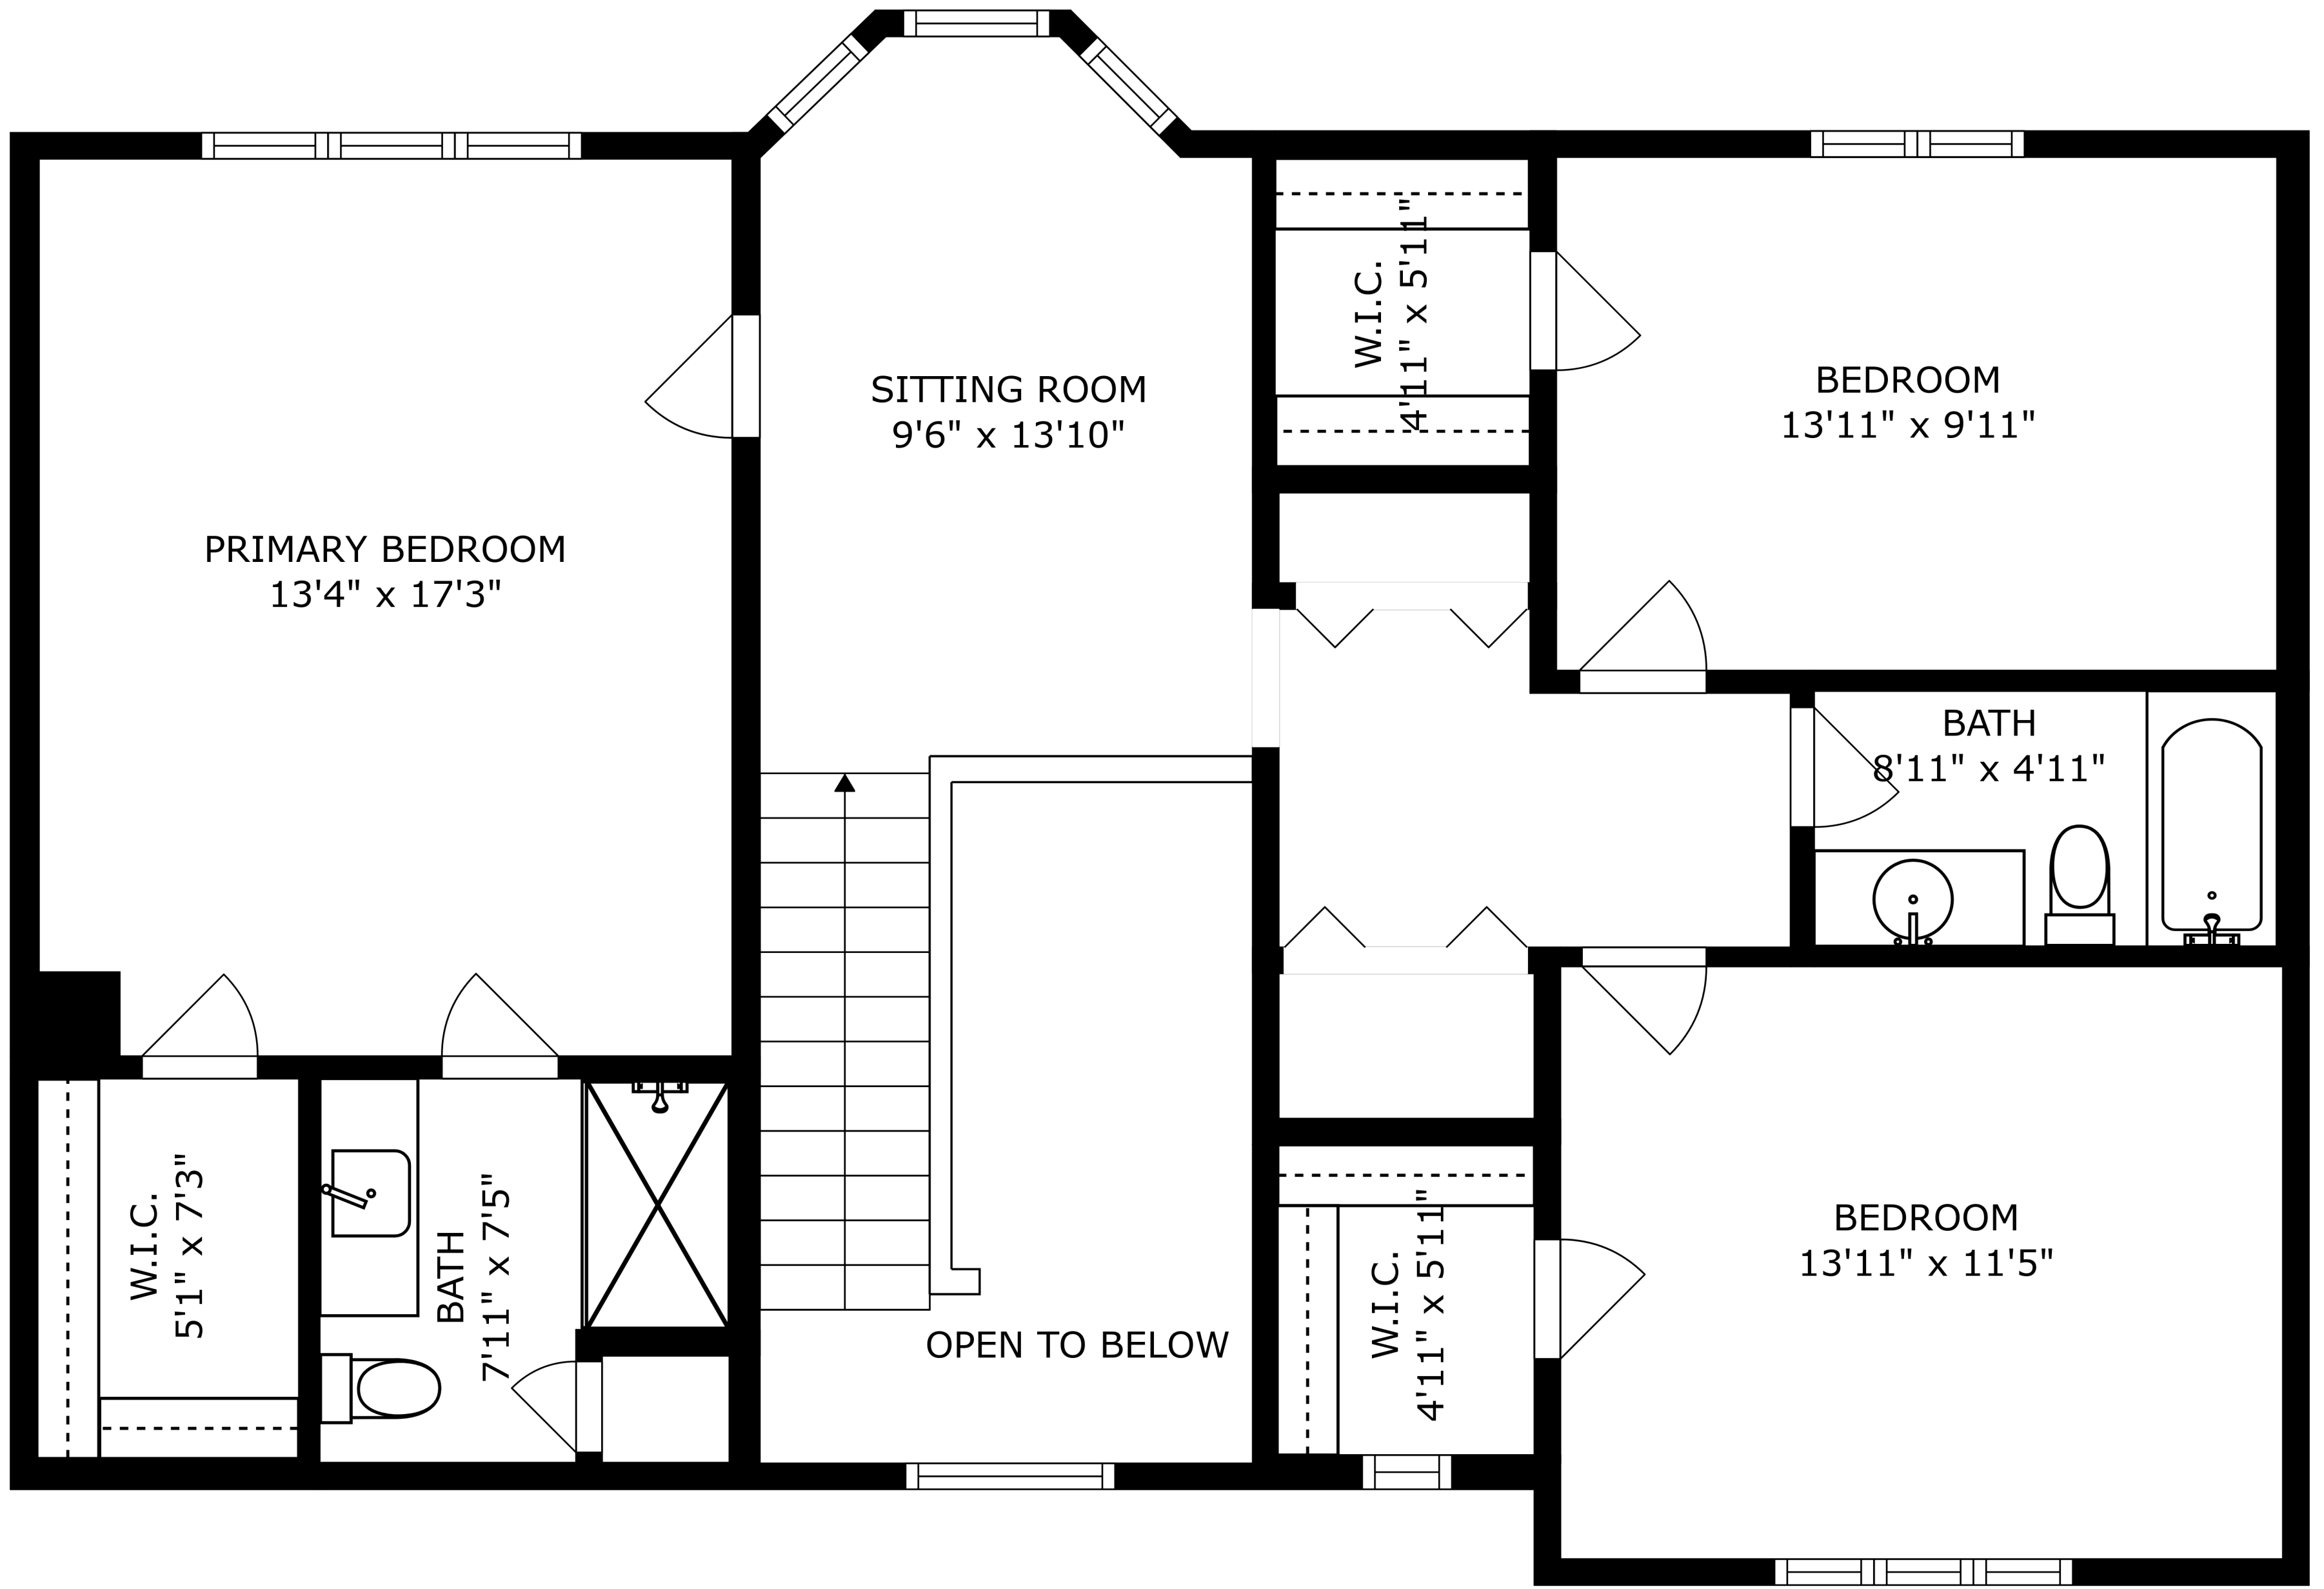 SITTING ROOM
9'6" x 13'10"
W.I.C.
4'11" x 5'11"
BEDROOM
13'11" x 9'11"
PRIMARY BEDROOM
13'4" x 17'3"
BATH
8'11" x 4'11"
W.I.C.
5'1" x 7'3"
BATH
7'11" x 7'5"
OPEN TO BELOW
W.I.C.
4'11" x 5'11"
BEDROOM
13'11" x 11'5"